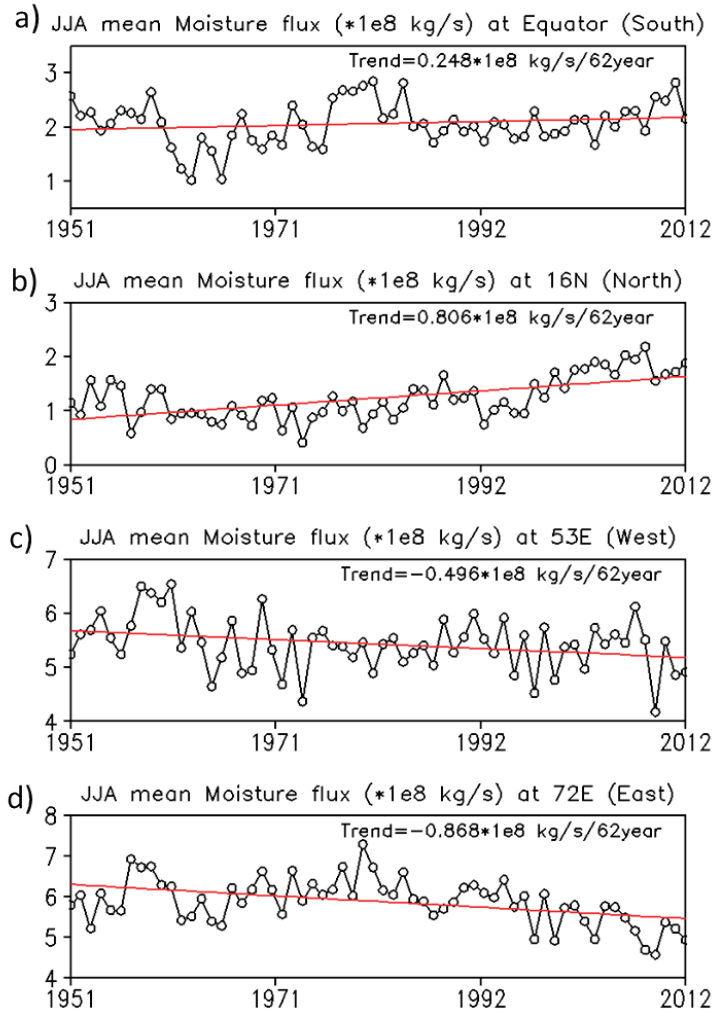 a) JJA mean Moisture flux (*1e8 kg/s) at Equator (South)
Trend=0.248*1e8 kg/s/62year
3
2
1
1951 1971 1992 2012
b) JJA mean Moisture flux (*1e8 kg/s) at 16N (North)
3
Trend=0.806*1e8 kg/s/62year
2
1
0
1951 1971 1992 2012
c) JJA mean Moisture flux (*1e8 kg/s) at 53E (West)
7
Trend=-0.496*1e8 kg/s/62year
6
5
4
1951 1971 1992 2012
d) JJA mean Moisture flux (*1e8 kg/s) at 72E (East)
8
Trend=-0.868*1e8 kg/s/62year
7
6
5
4
1951 1971 1992 2012